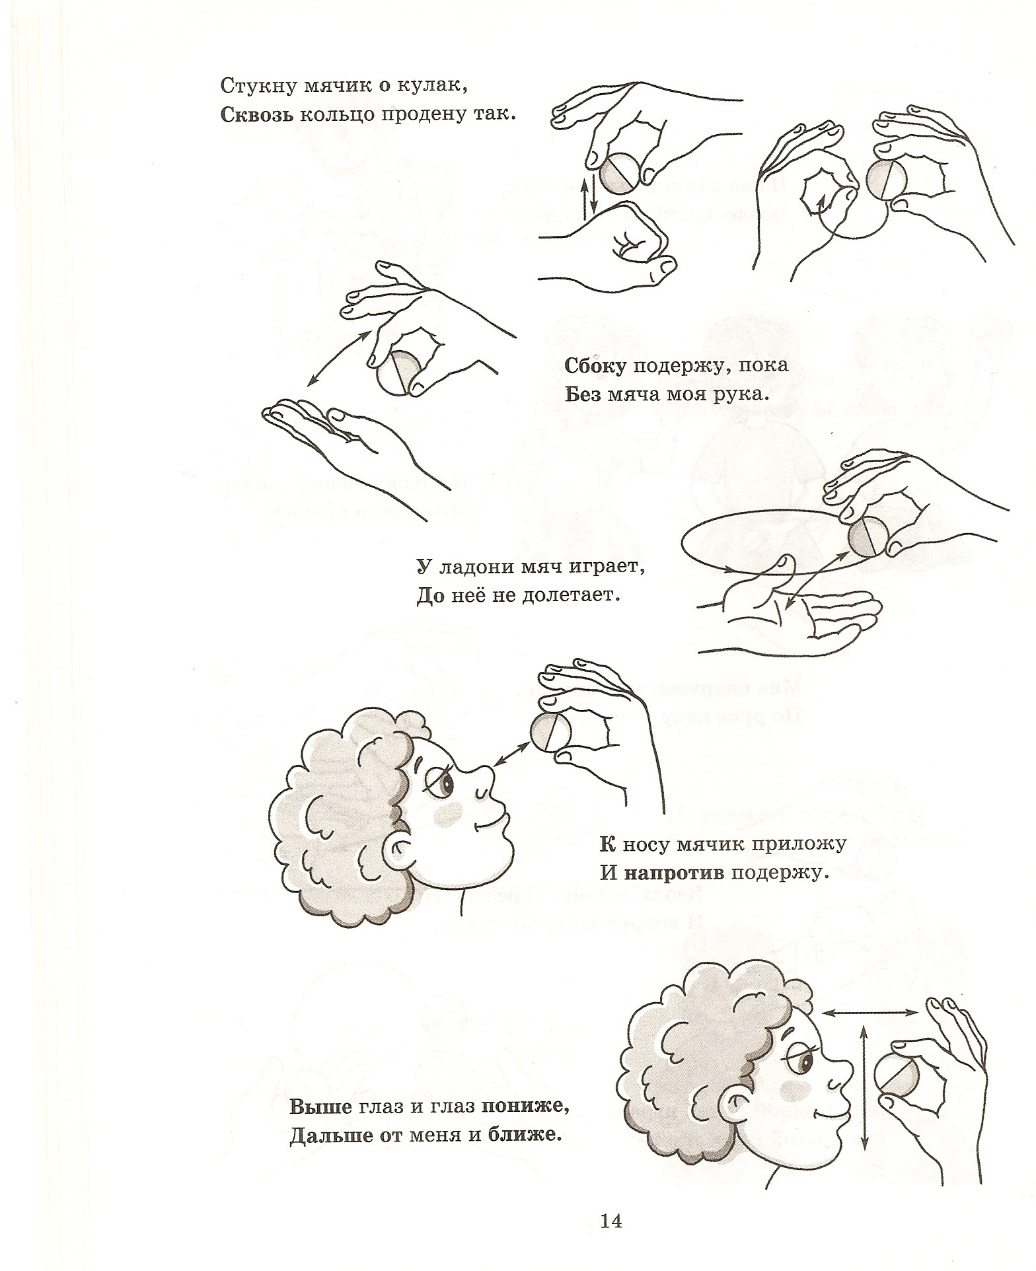 Стукну мячик о кулак,
Сквозь кольцо продену так.
Сбоку подержу, пока
Без мяча моя рука.
У ладони мяч играет,
До неё не долетает.
К носу мячик приложу
И напротив подержу.
Выше глаз и глаз пониже,
Дальше от меня и ближе.
14